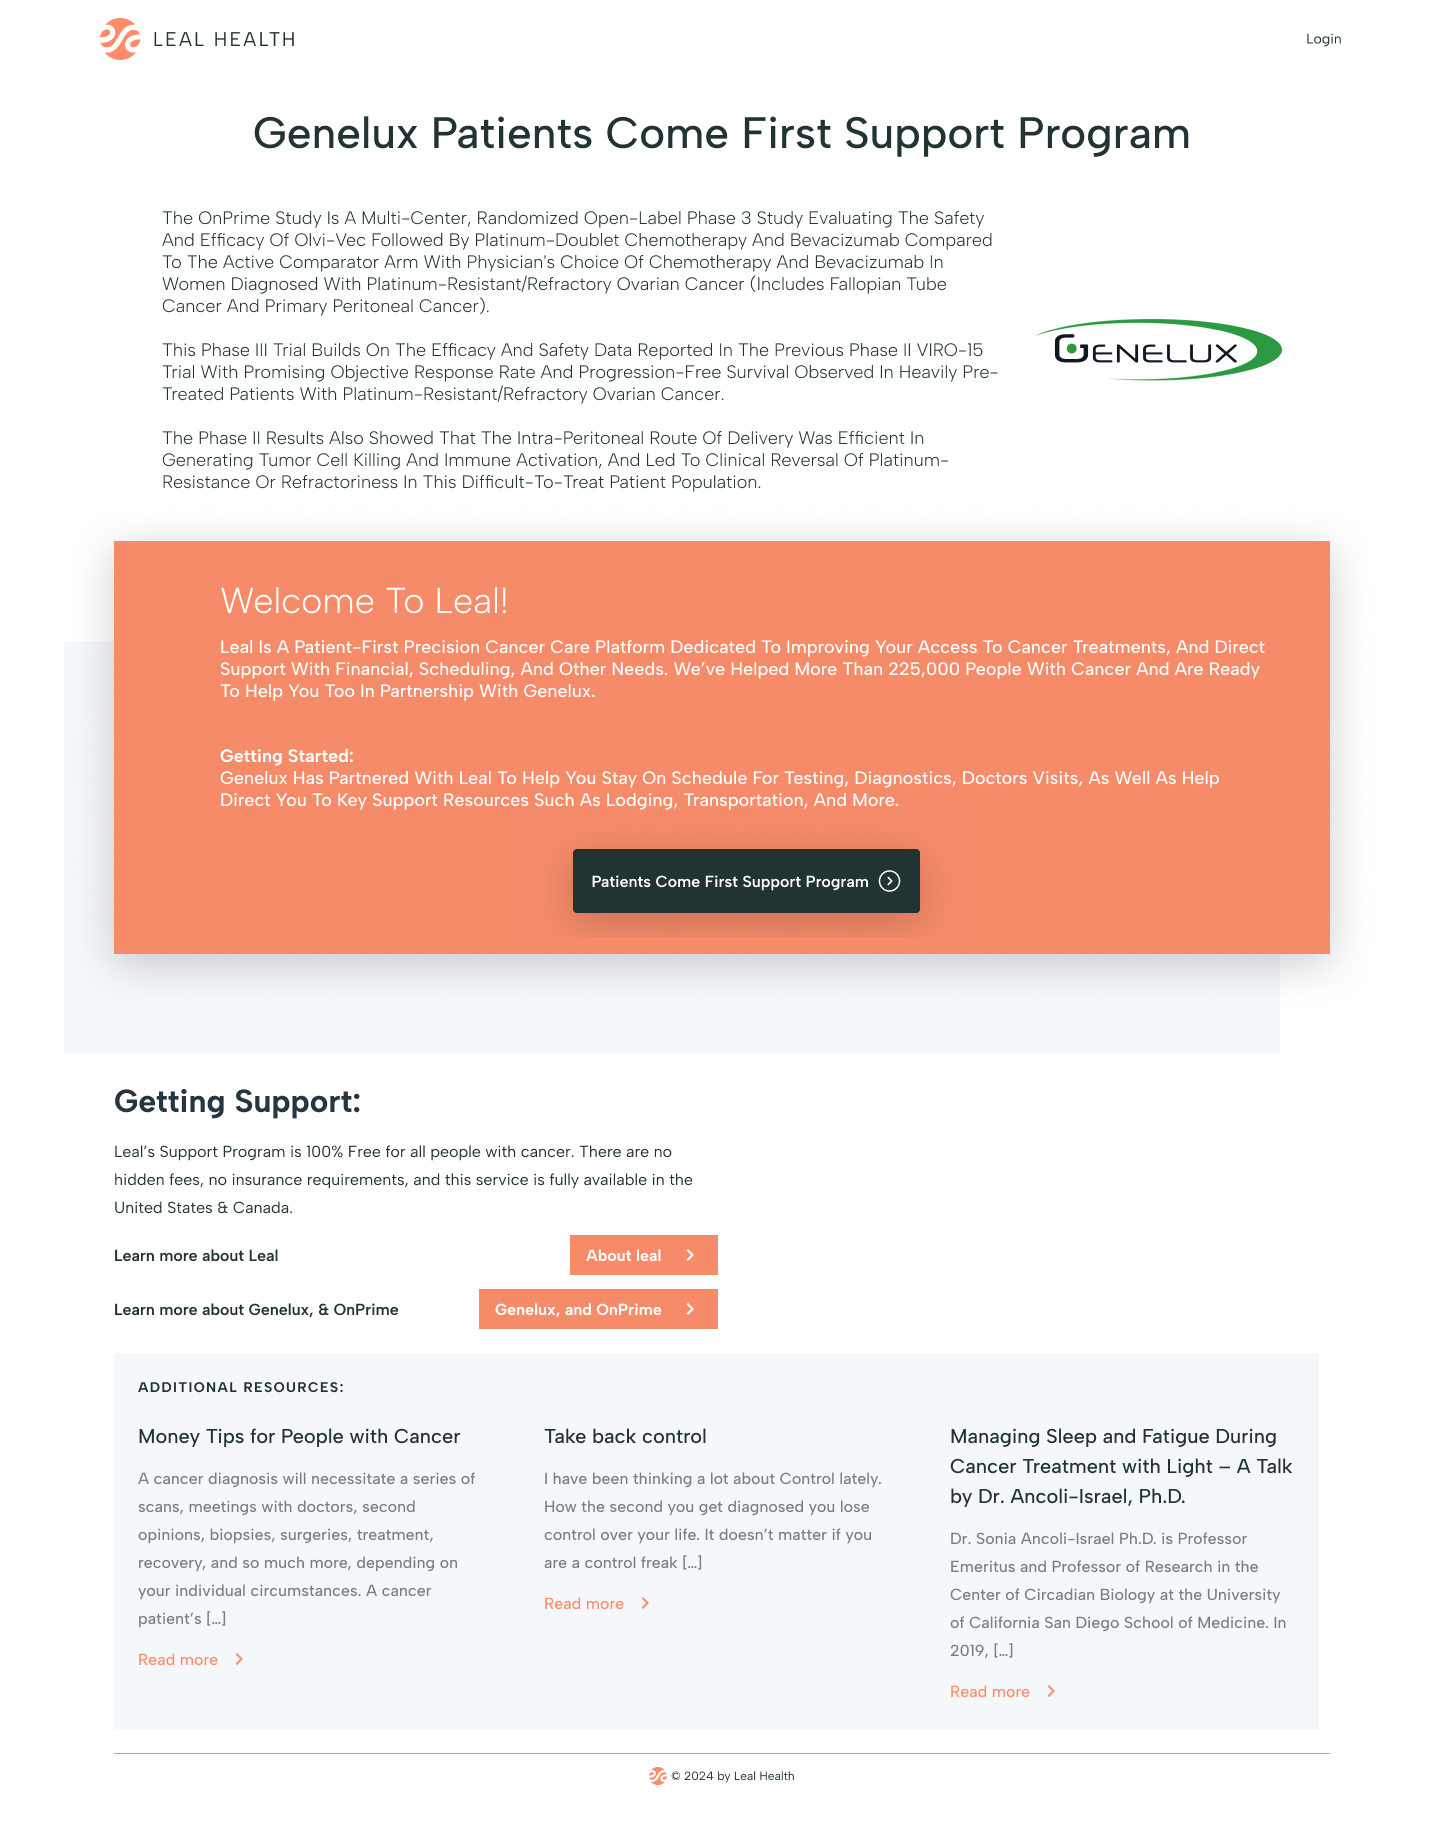 LEAL HEALTH
Login
Genelux Patients Come First Support Program
The OnPrime Study Is A Multi-Center, Randomized Open-Label Phase 3 Study Evaluating The Safety
And Efficacy Of Olvi-Vec Followed By Platinum-Doublet Chemotherapy And Bevacizumab Compared
To The Active Comparator Arm With Physician's Choice Of Chemotherapy And Bevacizumab In
Women Diagnosed With Platinum-Resistant/Refractory Ovarian Cancer (Includes Fallopian Tube
Cancer And Primary Peritoneal Cancer).
This Phase III Trial Builds On The Efficacy And Safety Data Reported In The Previous Phase II VIRO-15
Trial With Promising Objective Response Rate And Progression-Free Survival Observed In Heavily Pre-
Treated Patients With Platinum-Resistant/Refractory Ovarian Cancer.
The Phase II Results Also Showed That The Intra-Peritoneal Route Of Delivery Was Efficient In
Generating Tumor Cell Killing And Immune Activation, And Led To Clinical Reversal Of Platinum-
Resistance Or Refractoriness In This Difficult-To-Treat Patient Population.
GENELUX
Welcome To Leal!
Leal Is A Patient-First Precision Cancer Care Platform Dedicated To Improving Your Access To Cancer Treatments, And Direct
Support With Financial, Scheduling, And Other Needs. We’ve Helped More Than 225,000 People With Cancer And Are Ready
To Help You Too In Partnership With Genelux.
Getting Started:
Genelux Has Partnered With Leal To Help You Stay On Schedule For Testing, Diagnostics, Doctors Visits, As Well As Help
Direct You To Key Support Resources Such As Lodging, Transportation, And More.
Patients Come First Support Program
Getting Support:
Leal’s Support Program is 100% Free for all people with cancer. There are no
hidden fees, no insurance requirements, and this service is fully available in the
United States & Canada.
Learn more about Leal
About leal
Learn more about Genelux, & OnPrime
Genelux, and OnPrime
ADDITIONAL RESOURCES:
Money Tips for People with Cancer
A cancer diagnosis will necessitate a series of
scans, meetings with doctors, second
opinions, biopsies, surgeries, treatment,
recovery, and so much more, depending on
your individual circumstances. A cancer
patient’s […]
Read more
Take back control
I have been thinking a lot about Control lately.
How the second you get diagnosed you lose
control over your life. It doesn’t matter if you
are a control freak […]
Read more
Managing Sleep and Fatigue During
Cancer Treatment with Light – A Talk
by Dr. Ancoli-Israel, Ph.D.
Dr. Sonia Ancoli-Israel Ph.D. is Professor
Emeritus and Professor of Research in the
Center of Circadian Biology at the University
of California San Diego School of Medicine. In
2019, […]
Read more
© 2024 by Leal Health